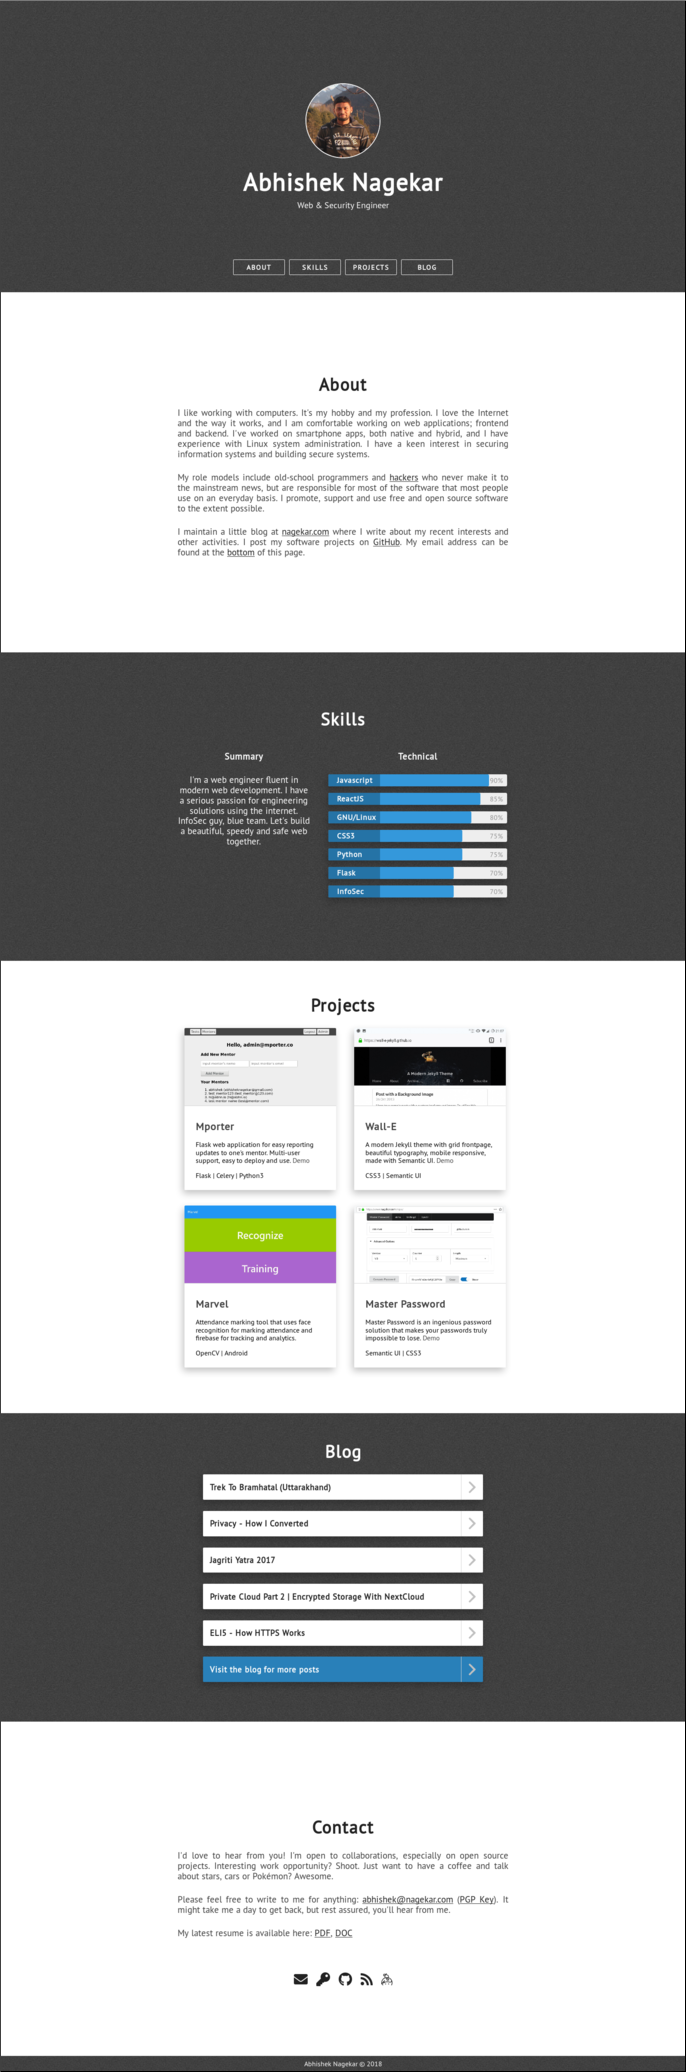 Abhishek Nagekar
Web & Security Engineer
ABOUT
SKILLS
PROJECTS
BLOG
About
I like working with computers. It's my hobby and my profession. I love the Internet
and the way it works, and I am comfortable working on web applications; frontend
and backend. I've worked on smartphone apps, both native and hybrid, and I have
experience with Linux system administration. I have a keen interest in securing
information systems and building secure systems.
My role models include old-school programmers and hackers who never make it to
the mainstream news, but are responsible for most of the software that most people
use on an everyday basis. I promote, support and use free and open source software
to the extent possible.
I maintain a little blog at nagekar.com where I write about my recent interests and
other activities. I post my software projects on GitHub. My email address can be
found at the bottom of this page.
Skills
Summary
I'm a web engineer fluent in
modern web development. I have
a serious passion for engineering
solutions using the internet.
InfoSec guy, blue team. Let's build
a beautiful, speedy and safe web
together.
Technical
Javascript 90%
ReactJS 85%
GNU/Linux 80%
CSS3 75%
Python 75%
Flask 70%
InfoSec 70%
Projects
Hello, admin@mporter.co
Add New Mentor
Add Mentor
Your Mentors
Mporter
Flask web application for easy reporting
updates to one's mentor. Multi-user
support, easy to deploy and use. Demo
Flask | Celery | Python3
A Modern Jekyll Theme
Post with a Background Image
Wall-E
A modern Jekyll theme with grid frontpage,
beautiful typography, mobile responsive,
made with Semantic UI. Demo
CSS3 | Semantic UI
Marvel
Recognize
Training
Marvel
Attendance marking tool that uses face
recognition for marking attendance and
firebase for tracking and analytics.
OpenCV | Android
Master Password
Master Password is an ingenious password
solution that makes your passwords truly
impossible to lose. Demo
Semantic UI | CSS3
Blog
Trek To Bramhatal (Uttarakhand)
Privacy - How I Converted
Jagriti Yatra 2017
Private Cloud Part 2 | Encrypted Storage With NextCloud
ELI5 - How HTTPS Works
Visit the blog for more posts
Contact
I'd love to hear from you! I'm open to collaborations, especially on open source
projects. Interesting work opportunity? Shoot. Just want to have a coffee and talk
about stars, cars or Pokémon? Awesome.
Please feel free to write to me for anything: abhishek@nagekar.com (PGP Key). It
might take me a day to get back, but rest assured, you'll hear from me.
My latest resume is available here: PDF, DOC
Abhishek Nagekar © 2018